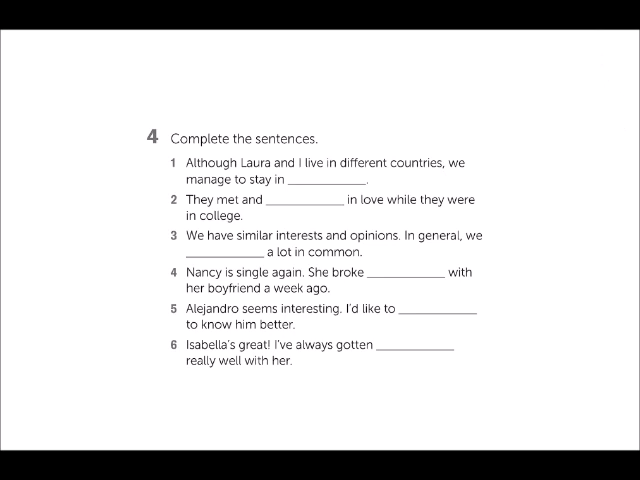 4 Complete the sentences.
1 Although Laura and I live in different countries, we
manage to stay in ____________.
2 They met and ____________ in love while they were
in college.
3 We have similar interests and opinions. In general, we
____________ a lot in common.
4 Nancy is single again. She broke ____________ with
her boyfriend a week ago.
5 Alejandro seems interesting. I'd like to ____________
to know him better.
6 Isabella's great! I've always gotten ____________
really well with her.